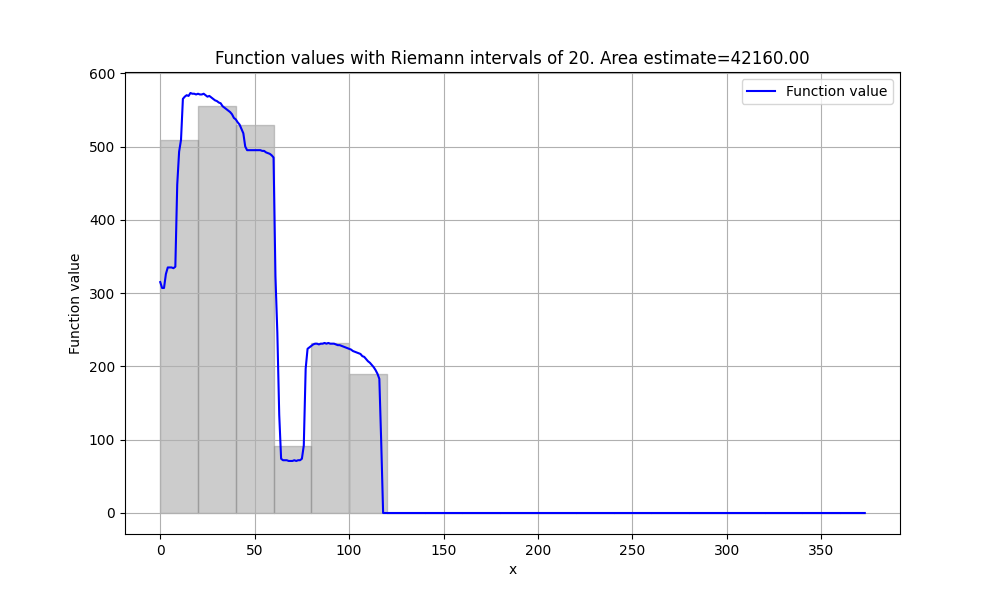 Function values with Riemann intervals of 20. Area estimate=42160.00
Function value
600
500
400
300
200
100
0
Function value
0 50 100 150 200 250 300 350
x